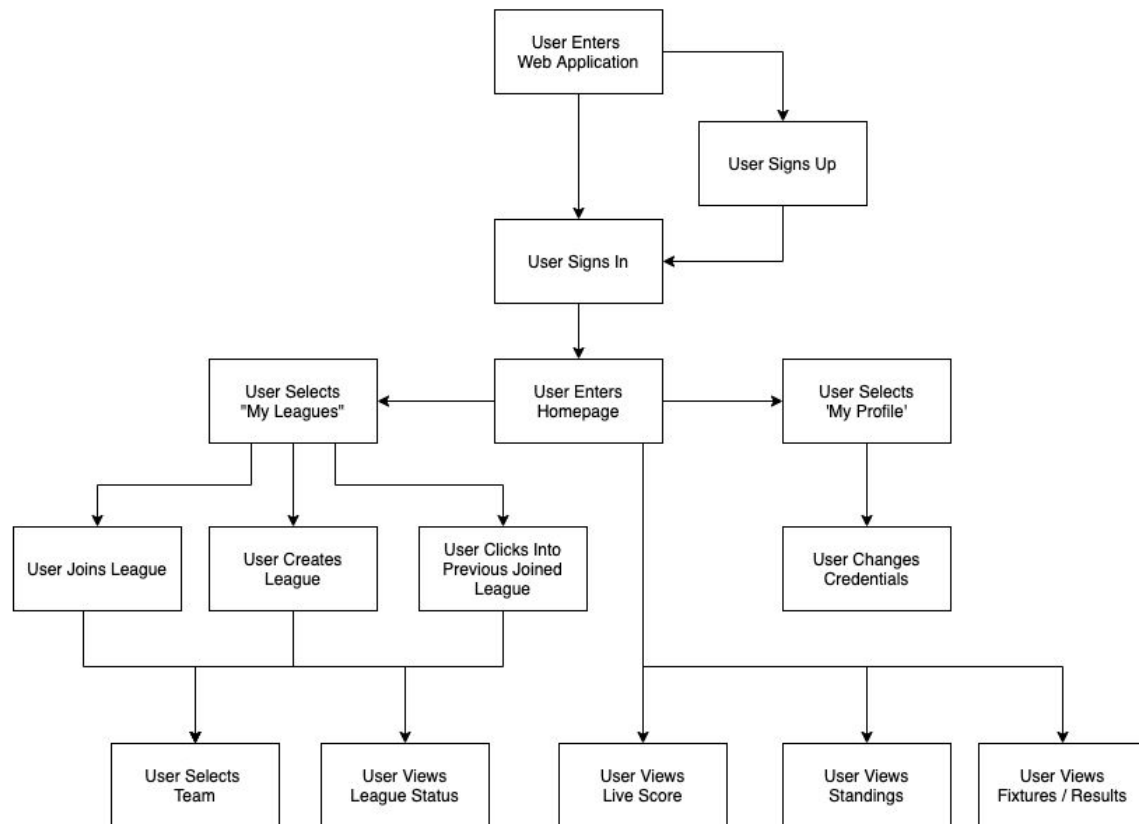 User Enters
Web Application
User Signs Up
User Signs In
User Selects
"My Leagues"
User Enters
Homepage
User Selects
'My Profile'
User Joins League
User Creates
League
User Clicks Into
Previous Joined
League
User Changes
Credentials
User Selects
Team
User Views
League Status
User Views
Live Score
User Views
Standings
User Views
Fixtures / Results